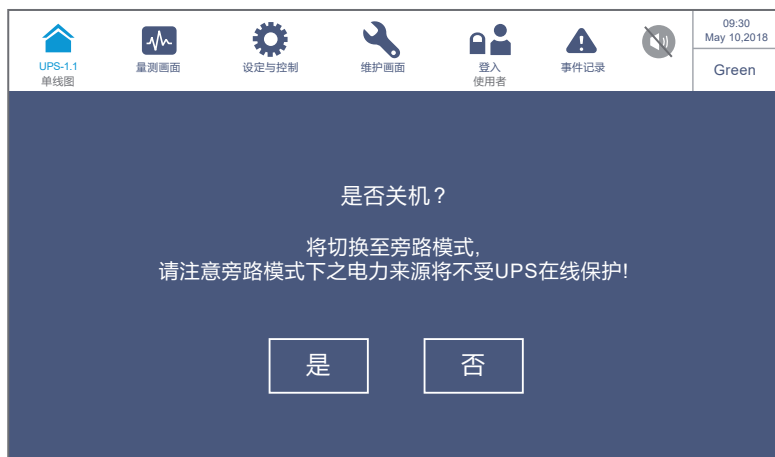 UPS-1.1
单线图
量测画面
设定与控制
维护画面
登入
使用者
事件记录
09:30
May 10,2018
Green
是否关机？
将切换至旁路模式,
请注意旁路模式下之电力来源将不受UPS在线保护!
是
否